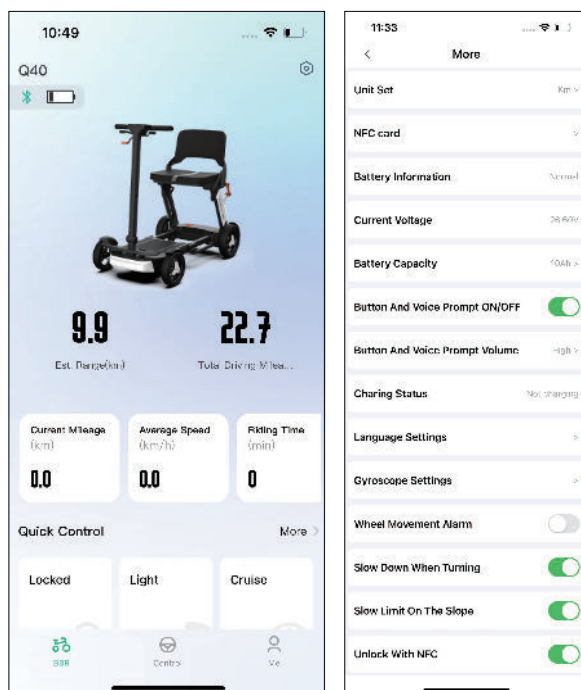 10:49
Q40
9.9
22.7
Est. Range(km)
Total Driving Milea...
Current Mileage
(km)
0.0
Average Speed
(km/h)
0.0
Riding Time
(min)
0
Quick Control
More >
Locked
Light
Cruise
Control
Me
11:33
< More
Unit Set Km >
NFC card >
Battery Information Normal
Current Voltage 26.60V
Battery Capacity 10Ah >
Button And Voice Prompt ON/OFF
Button And Voice Prompt Volume High >
Charing Status Not charging
Language Settings >
Gyroscope Settings >
Wheel Movement Alarm
Slow Down When Turning
Slow Limit On The Slope
Unlock With NFC